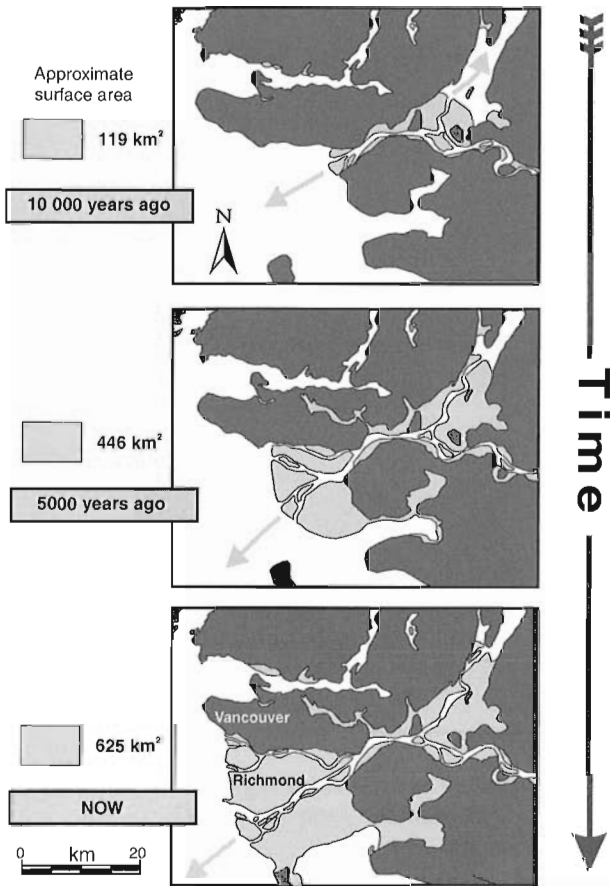 Approximate
surface area
119 km²
10 000 years ago
N
446 km²
5000 years ago
Vancouver
625 km²
Richmond
NOW
0 km 20
Time